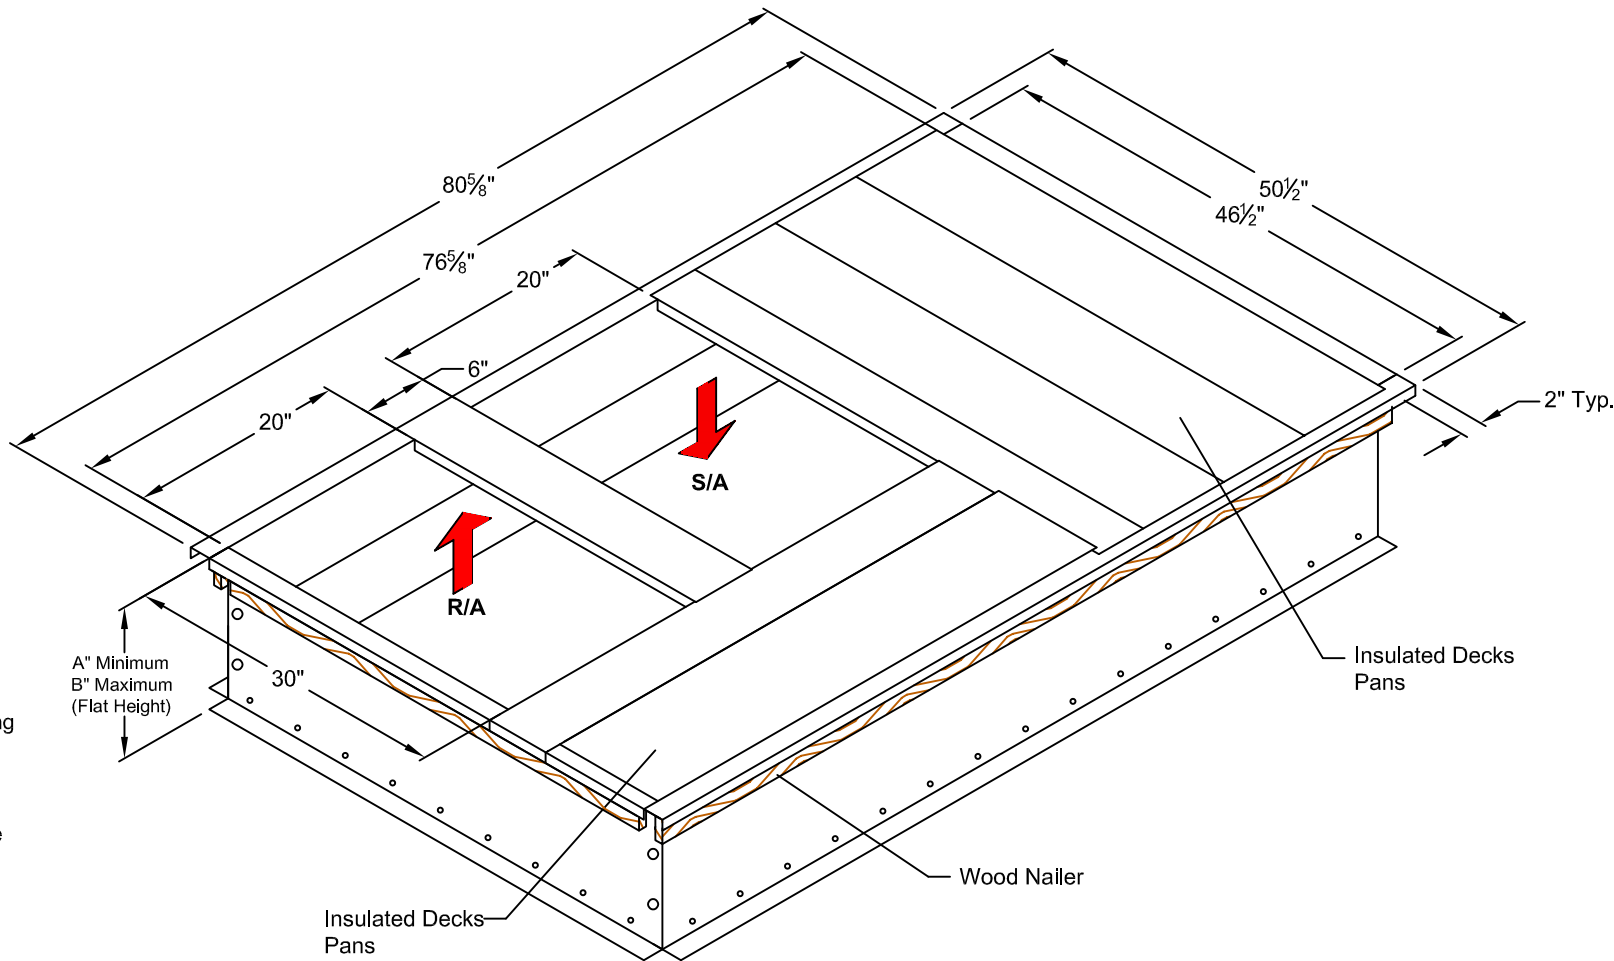 80⅝"
50½"
46½"
76⅝"
20"
6"
2" Typ.
20"
S/A
R/A
A" Minimum
B" Maximum
(Flat Height)
30"
Insulated Decks
Pans
Wood Nailer
Insulated Decks
Pans